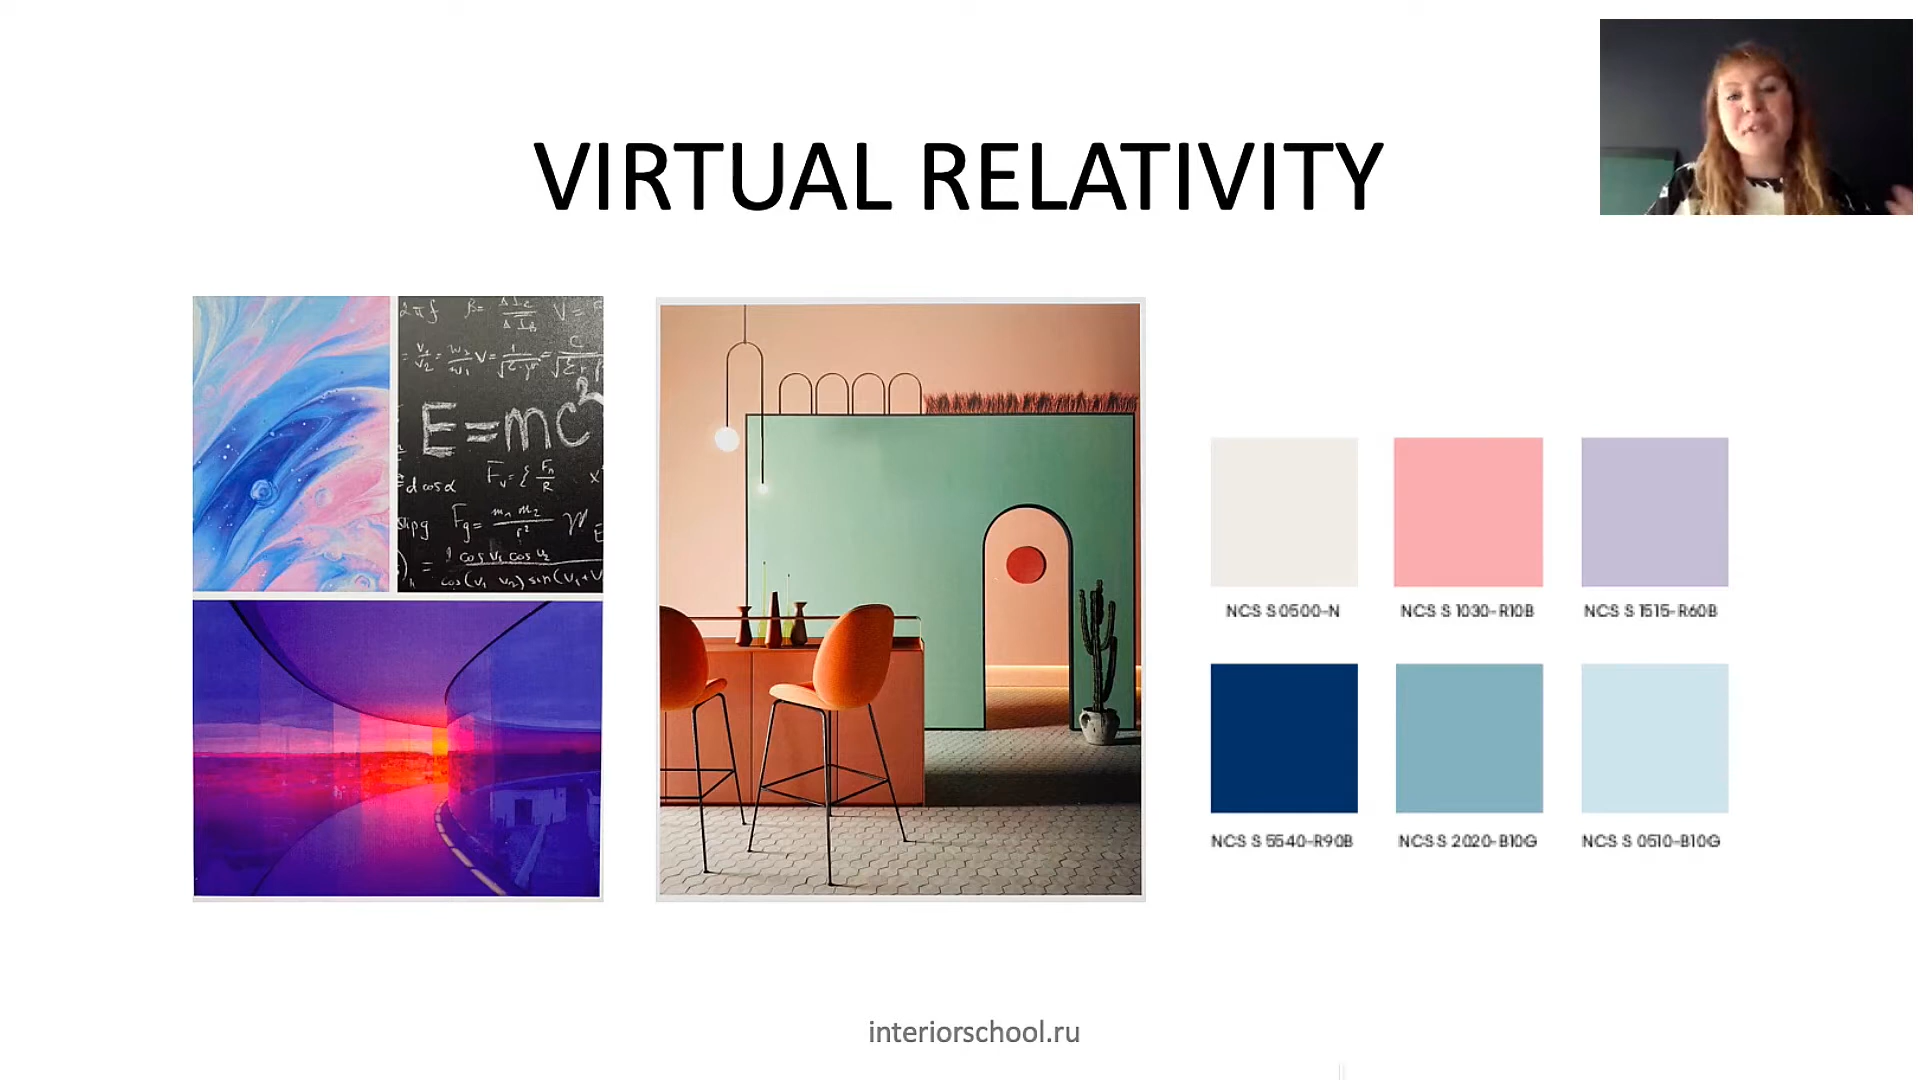 VIRTUAL RELATIVITY
E=mc²
NCS S 0500-N
NCS S 1030-R10B
NCS S 1515-R60B
NCS S 5540-R90B
NCS S 2020-B10G
NCS S 0510-B10G
interiorschool.ru